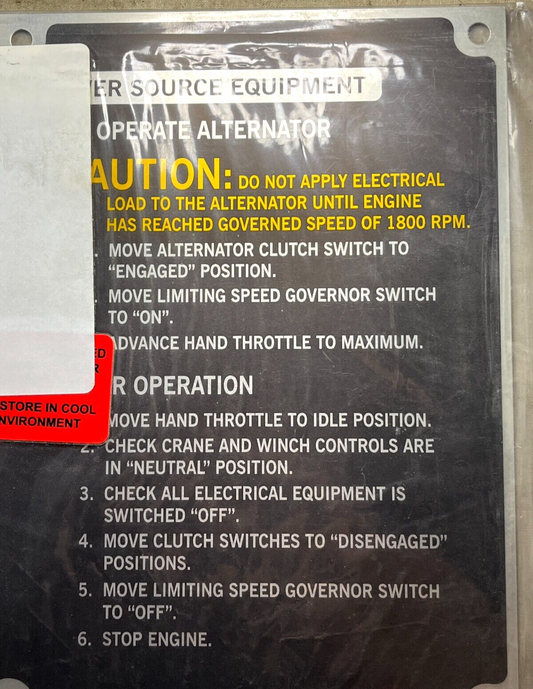 SOURCE EQUIPMENT
OPERATE ALTERNATOR
AUTION: DO NOT APPLY ELECTRICAL
LOAD TO THE ALTERNATOR UNTIL ENGINE
HAS REACHED GOVERNED SPEED OF 1800 RPM.
MOVE ALTERNATOR CLUTCH SWITCH TO
“ENGAGED” POSITION.
MOVE LIMITING SPEED GOVERNOR SWITCH
TO “ON”.
ADVANCE HAND THROTTLE TO MAXIMUM.
OPERATION
STORE IN COOL
NVIRONMENT
MOVE HAND THROTTLE TO IDLE POSITION.
2. CHECK CRANE AND WINCH CONTROLS ARE
IN “NEUTRAL” POSITION.
3. CHECK ALL ELECTRICAL EQUIPMENT IS
SWITCHED “OFF”.
4. MOVE CLUTCH SWITCHES TO “DISENGAGED”
POSITIONS.
5. MOVE LIMITING SPEED GOVERNOR SWITCH
TO “OFF”.
6. STOP ENGINE.